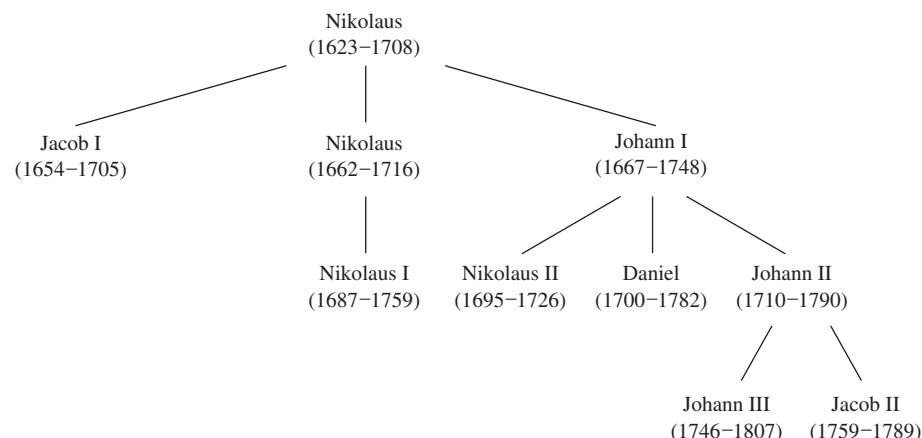 Nikolaus
(1623–1708)
Jacob I
(1654–1705)
Nikolaus
(1662–1716)
Johann I
(1667–1748)
Nikolaus I
(1687–1759)
Nikolaus II
(1695–1726)
Daniel
(1700–1782)
Johann II
(1710–1790)
Johann III
(1746–1807)
Jacob II
(1759–1789)